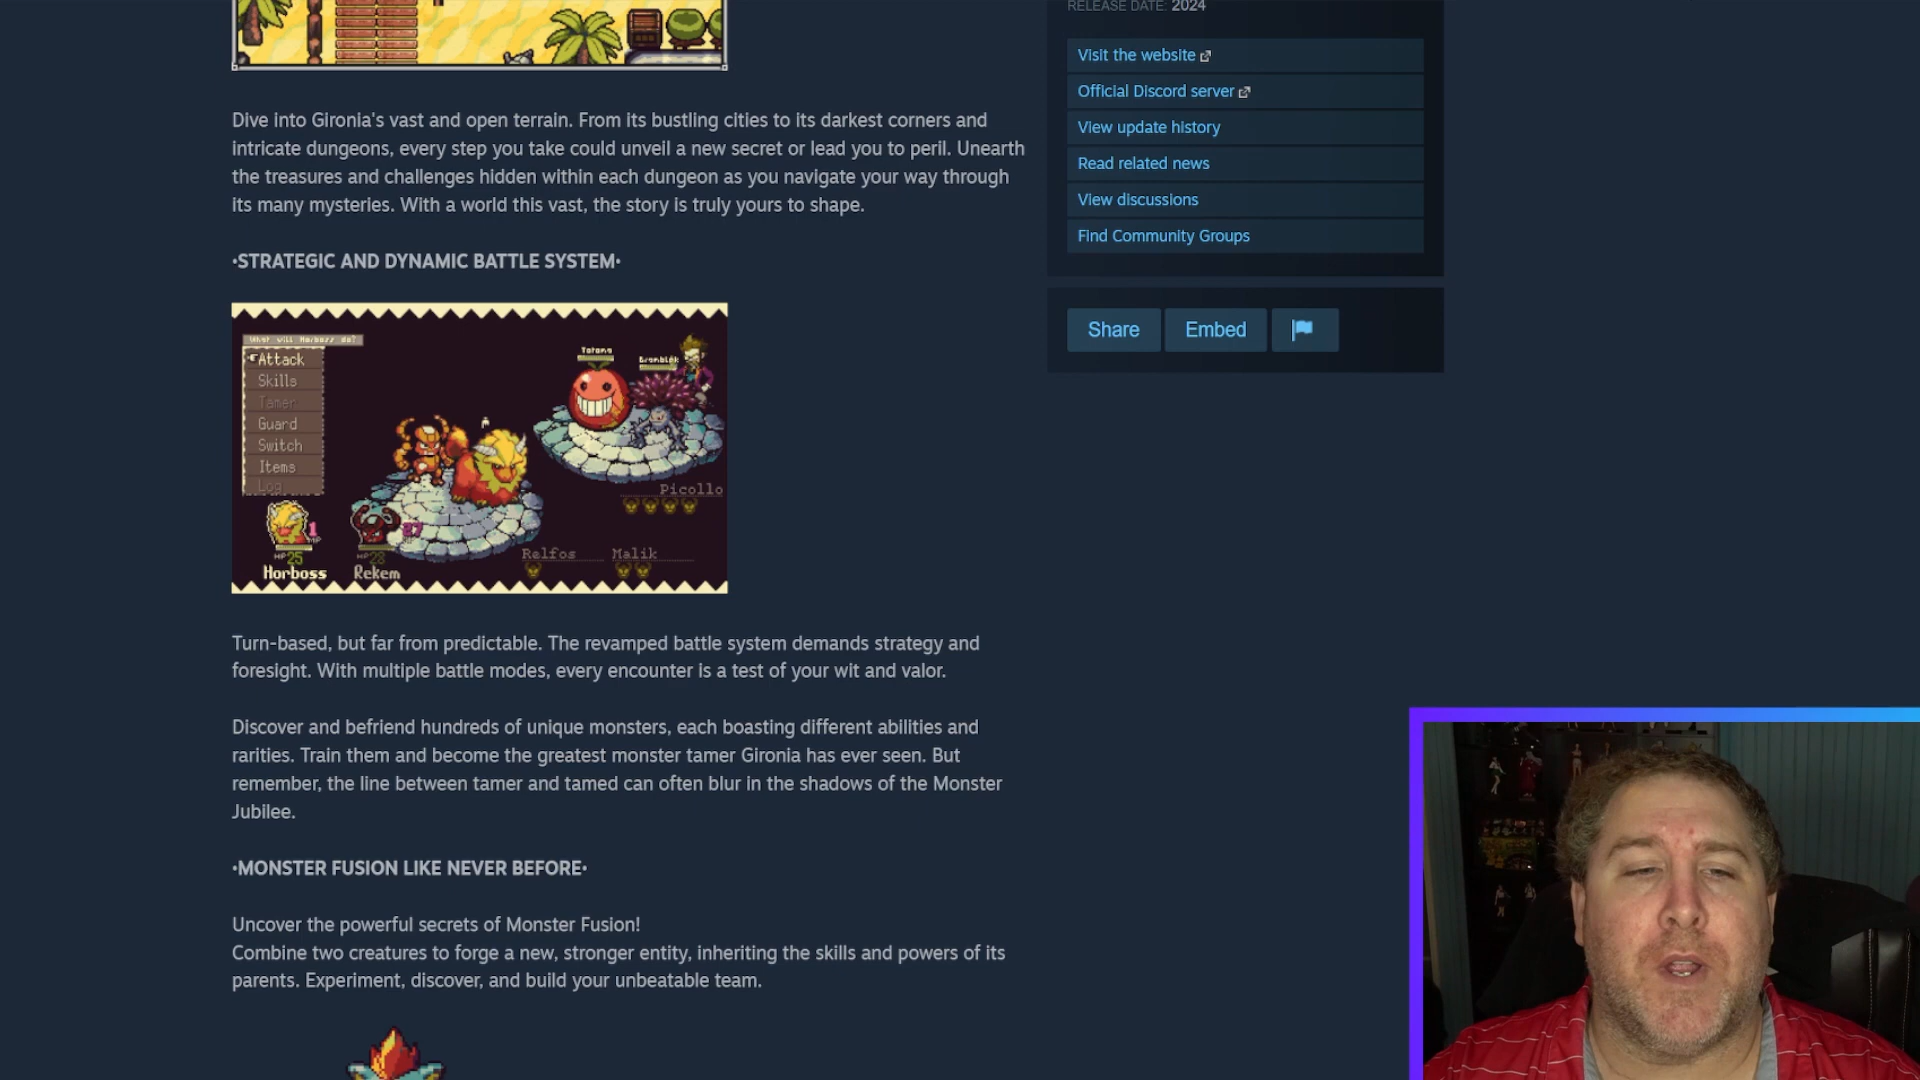 RELEASE DATE: 2024
Visit the website
Official Discord server
View update history
Read related news
View discussions
Find Community Groups
Share
Embed
Dive into Gironia's vast and open terrain. From its bustling cities to its darkest corners and
intricate dungeons, every step you take could unveil a new secret or lead you to peril. Unearth
the treasures and challenges hidden within each dungeon as you navigate your way through
its many mysteries. With a world this vast, the story is truly yours to shape.
•STRATEGIC AND DYNAMIC BATTLE SYSTEM•
What will Horboss do?
Attack
Skills
Tamer
Guard
Switch
Items
Log
Totama
Picollo
1
27
HP25
HP28
Horboss
Rekem
Relfos
Malik
Turn-based, but far from predictable. The revamped battle system demands strategy and
foresight. With multiple battle modes, every encounter is a test of your wit and valor.
Discover and befriend hundreds of unique monsters, each boasting different abilities and
rarities. Train them and become the greatest monster tamer Gironia has ever seen. But
remember, the line between tamer and tamed can often blur in the shadows of the Monster
Jubilee.
•MONSTER FUSION LIKE NEVER BEFORE•
Uncover the powerful secrets of Monster Fusion!
Combine two creatures to forge a new, stronger entity, inheriting the skills and powers of its
parents. Experiment, discover, and build your unbeatable team.